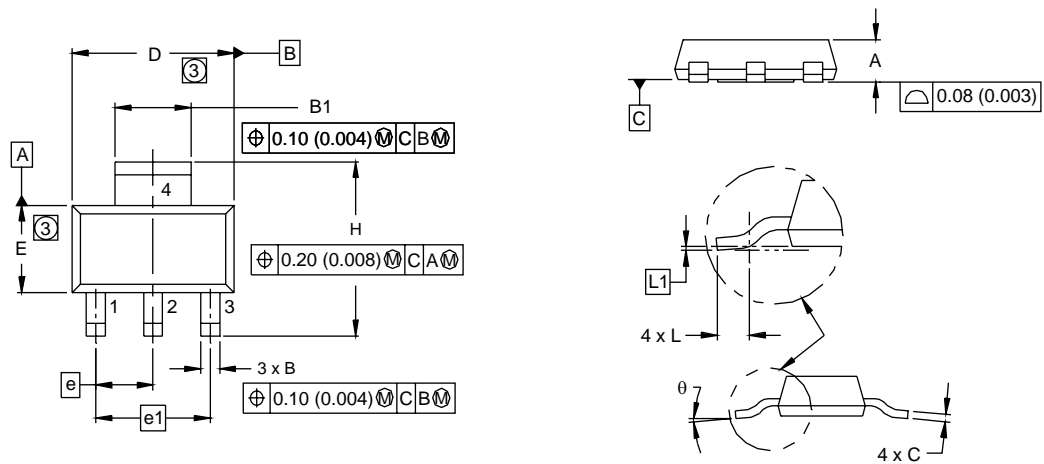 D
③
B
B1
⌖ 0.10 (0.004) Ⓜ C B Ⓜ
A
4
③
E
H
⌖ 0.20 (0.008) Ⓜ C A Ⓜ
1 2 3
e
3 x B
e1
⌖ 0.10 (0.004) Ⓜ C B Ⓜ
A
C
⌓ 0.08 (0.003)
L1
4 x L
θ
4 x C